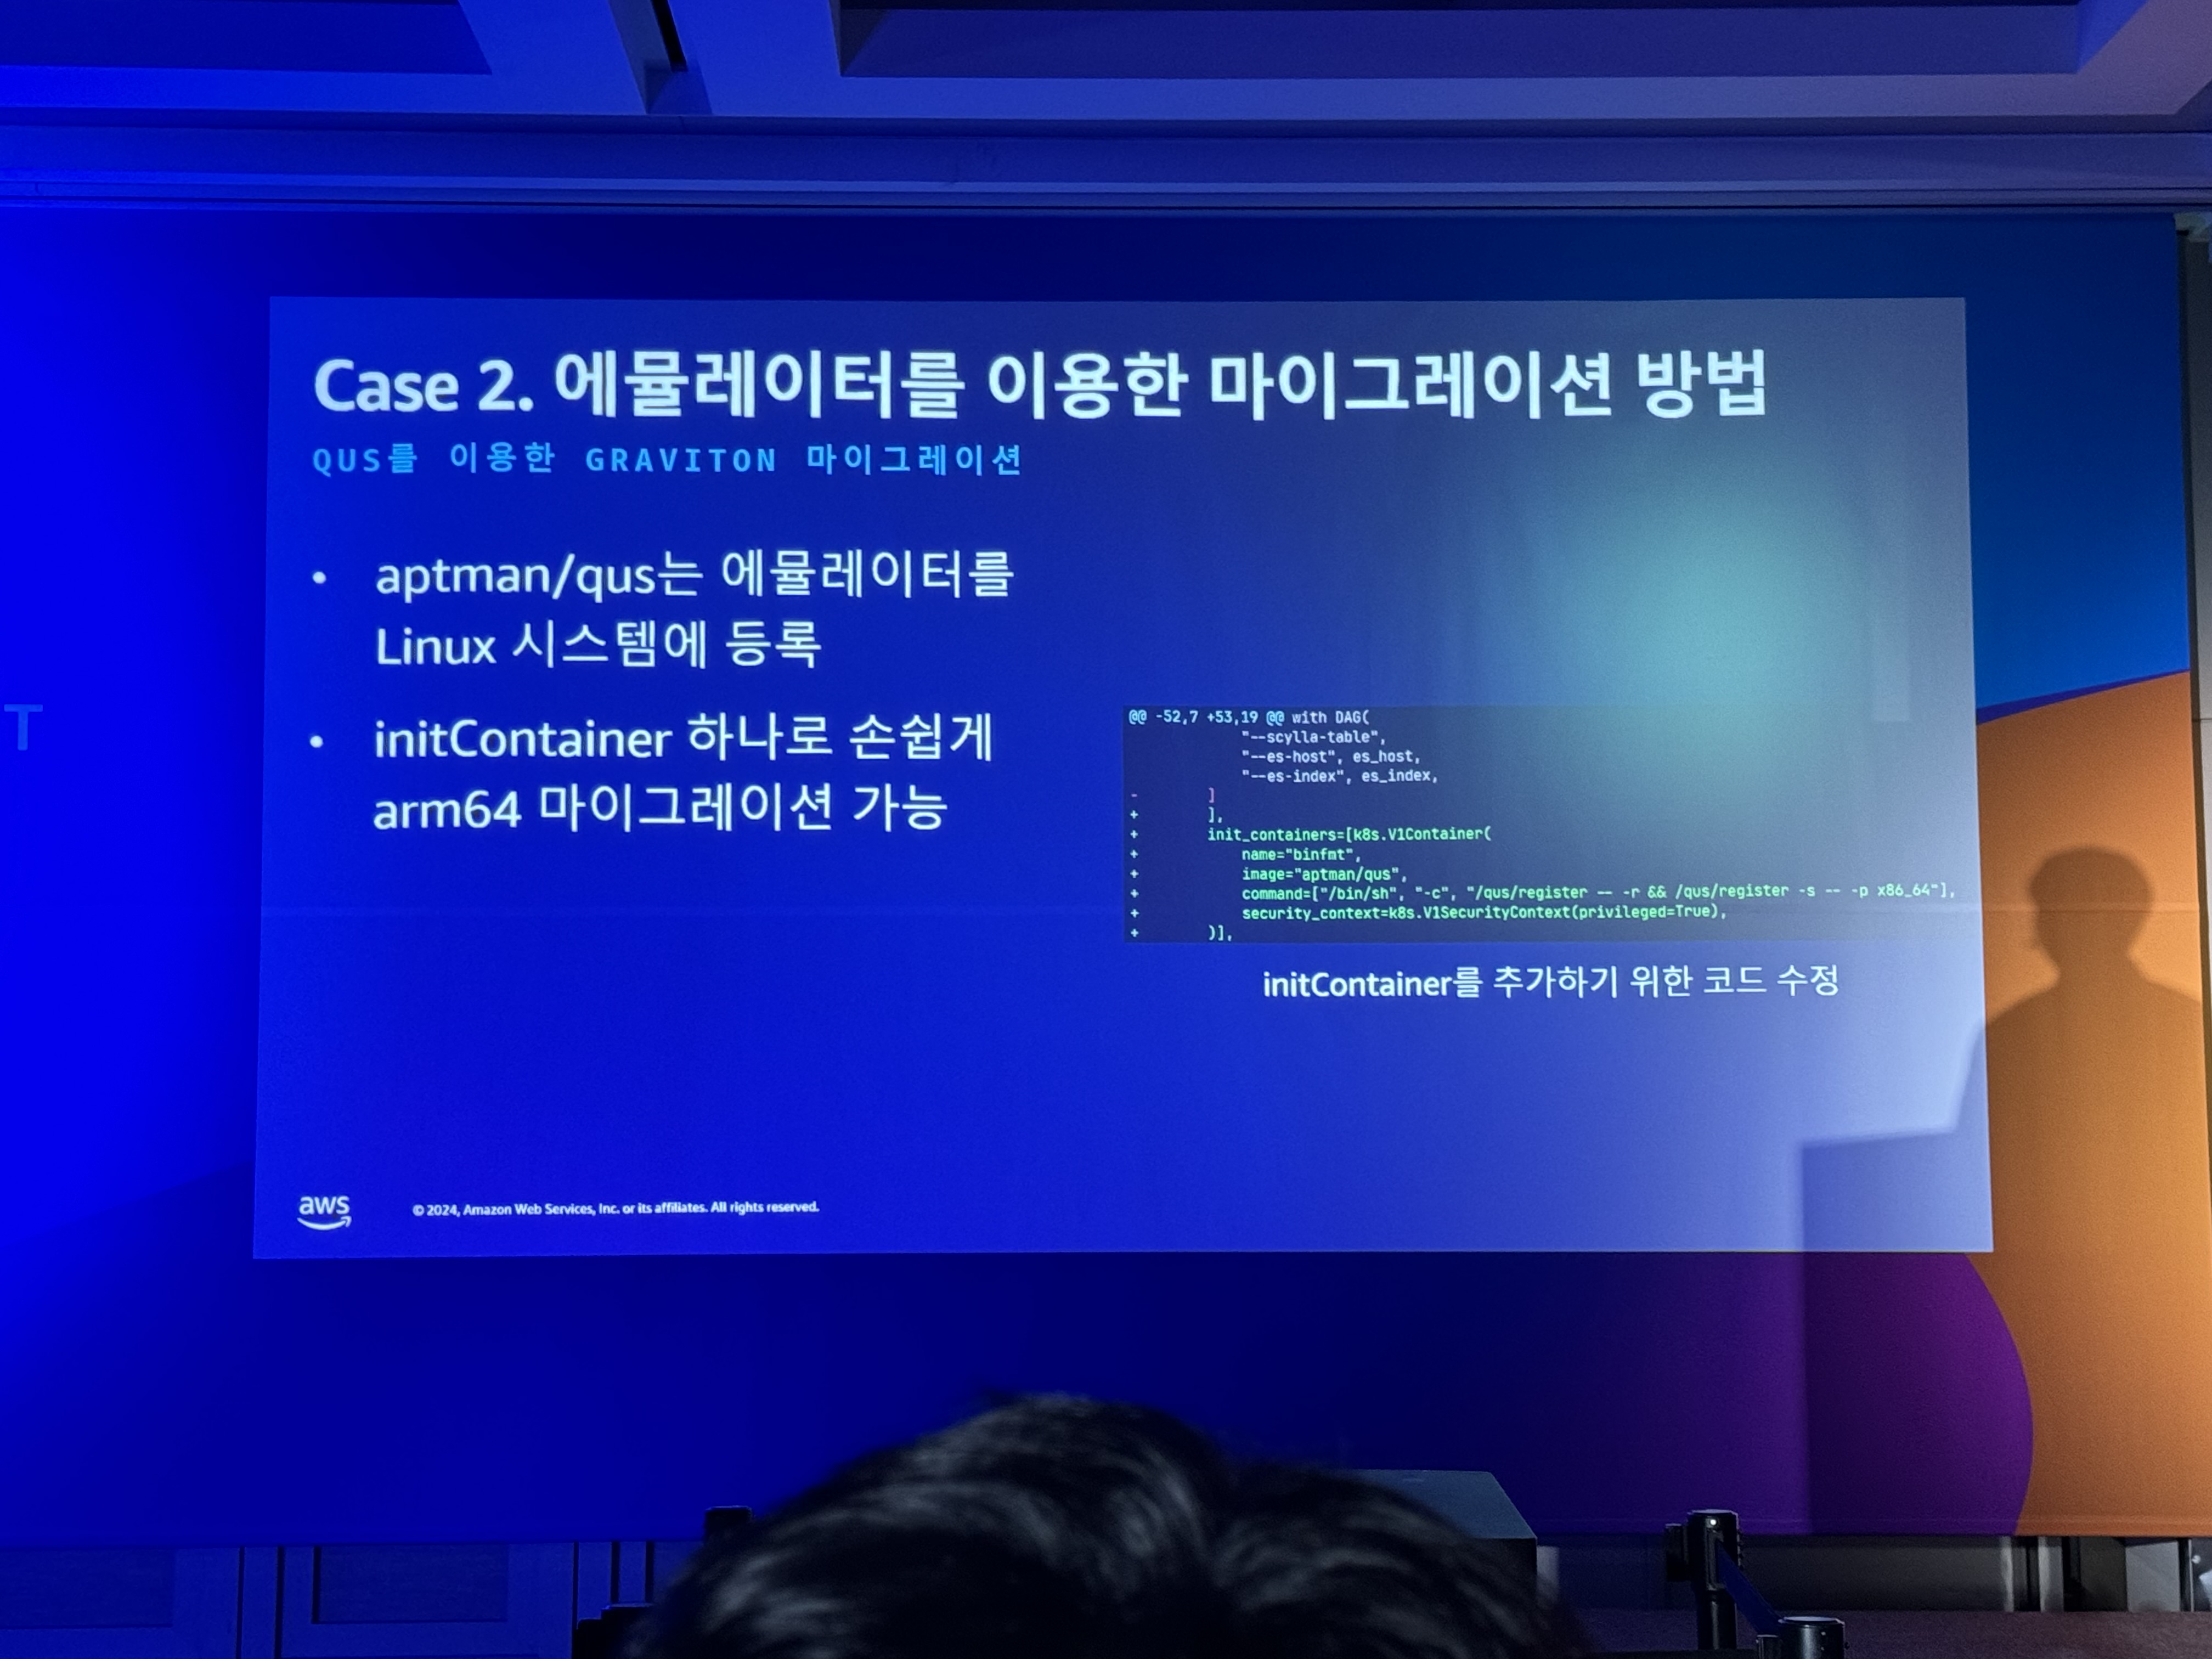 Case 2. 에뮬레이터를 이용한 마이그레이션 방법
QUS를 이용한 GRAVITON 마이그레이션
• aptman/qus는 에뮬레이터를
Linux 시스템에 등록
• initContainer 하나로 손쉽게
arm64 마이그레이션 가능
T
@@ -52,7 +53,19 @@ with DAG(
"--scylla-table",
"--es-host", es_host,
"--es-index", es_index,
- ]
+ ],
+ init_containers=[k8s.V1Container(
+ name="binfmt",
+ image="aptman/qus",
+ command=["/bin/sh", "-c", "/qus/register -- -r && /qus/register -s -- -p x86_64"],
+ security_context=k8s.V1SecurityContext(privileged=True),
+ )],
initContainer를 추가하기 위한 코드 수정
aws
© 2024, Amazon Web Services, Inc. or its affiliates. All rights reserved.